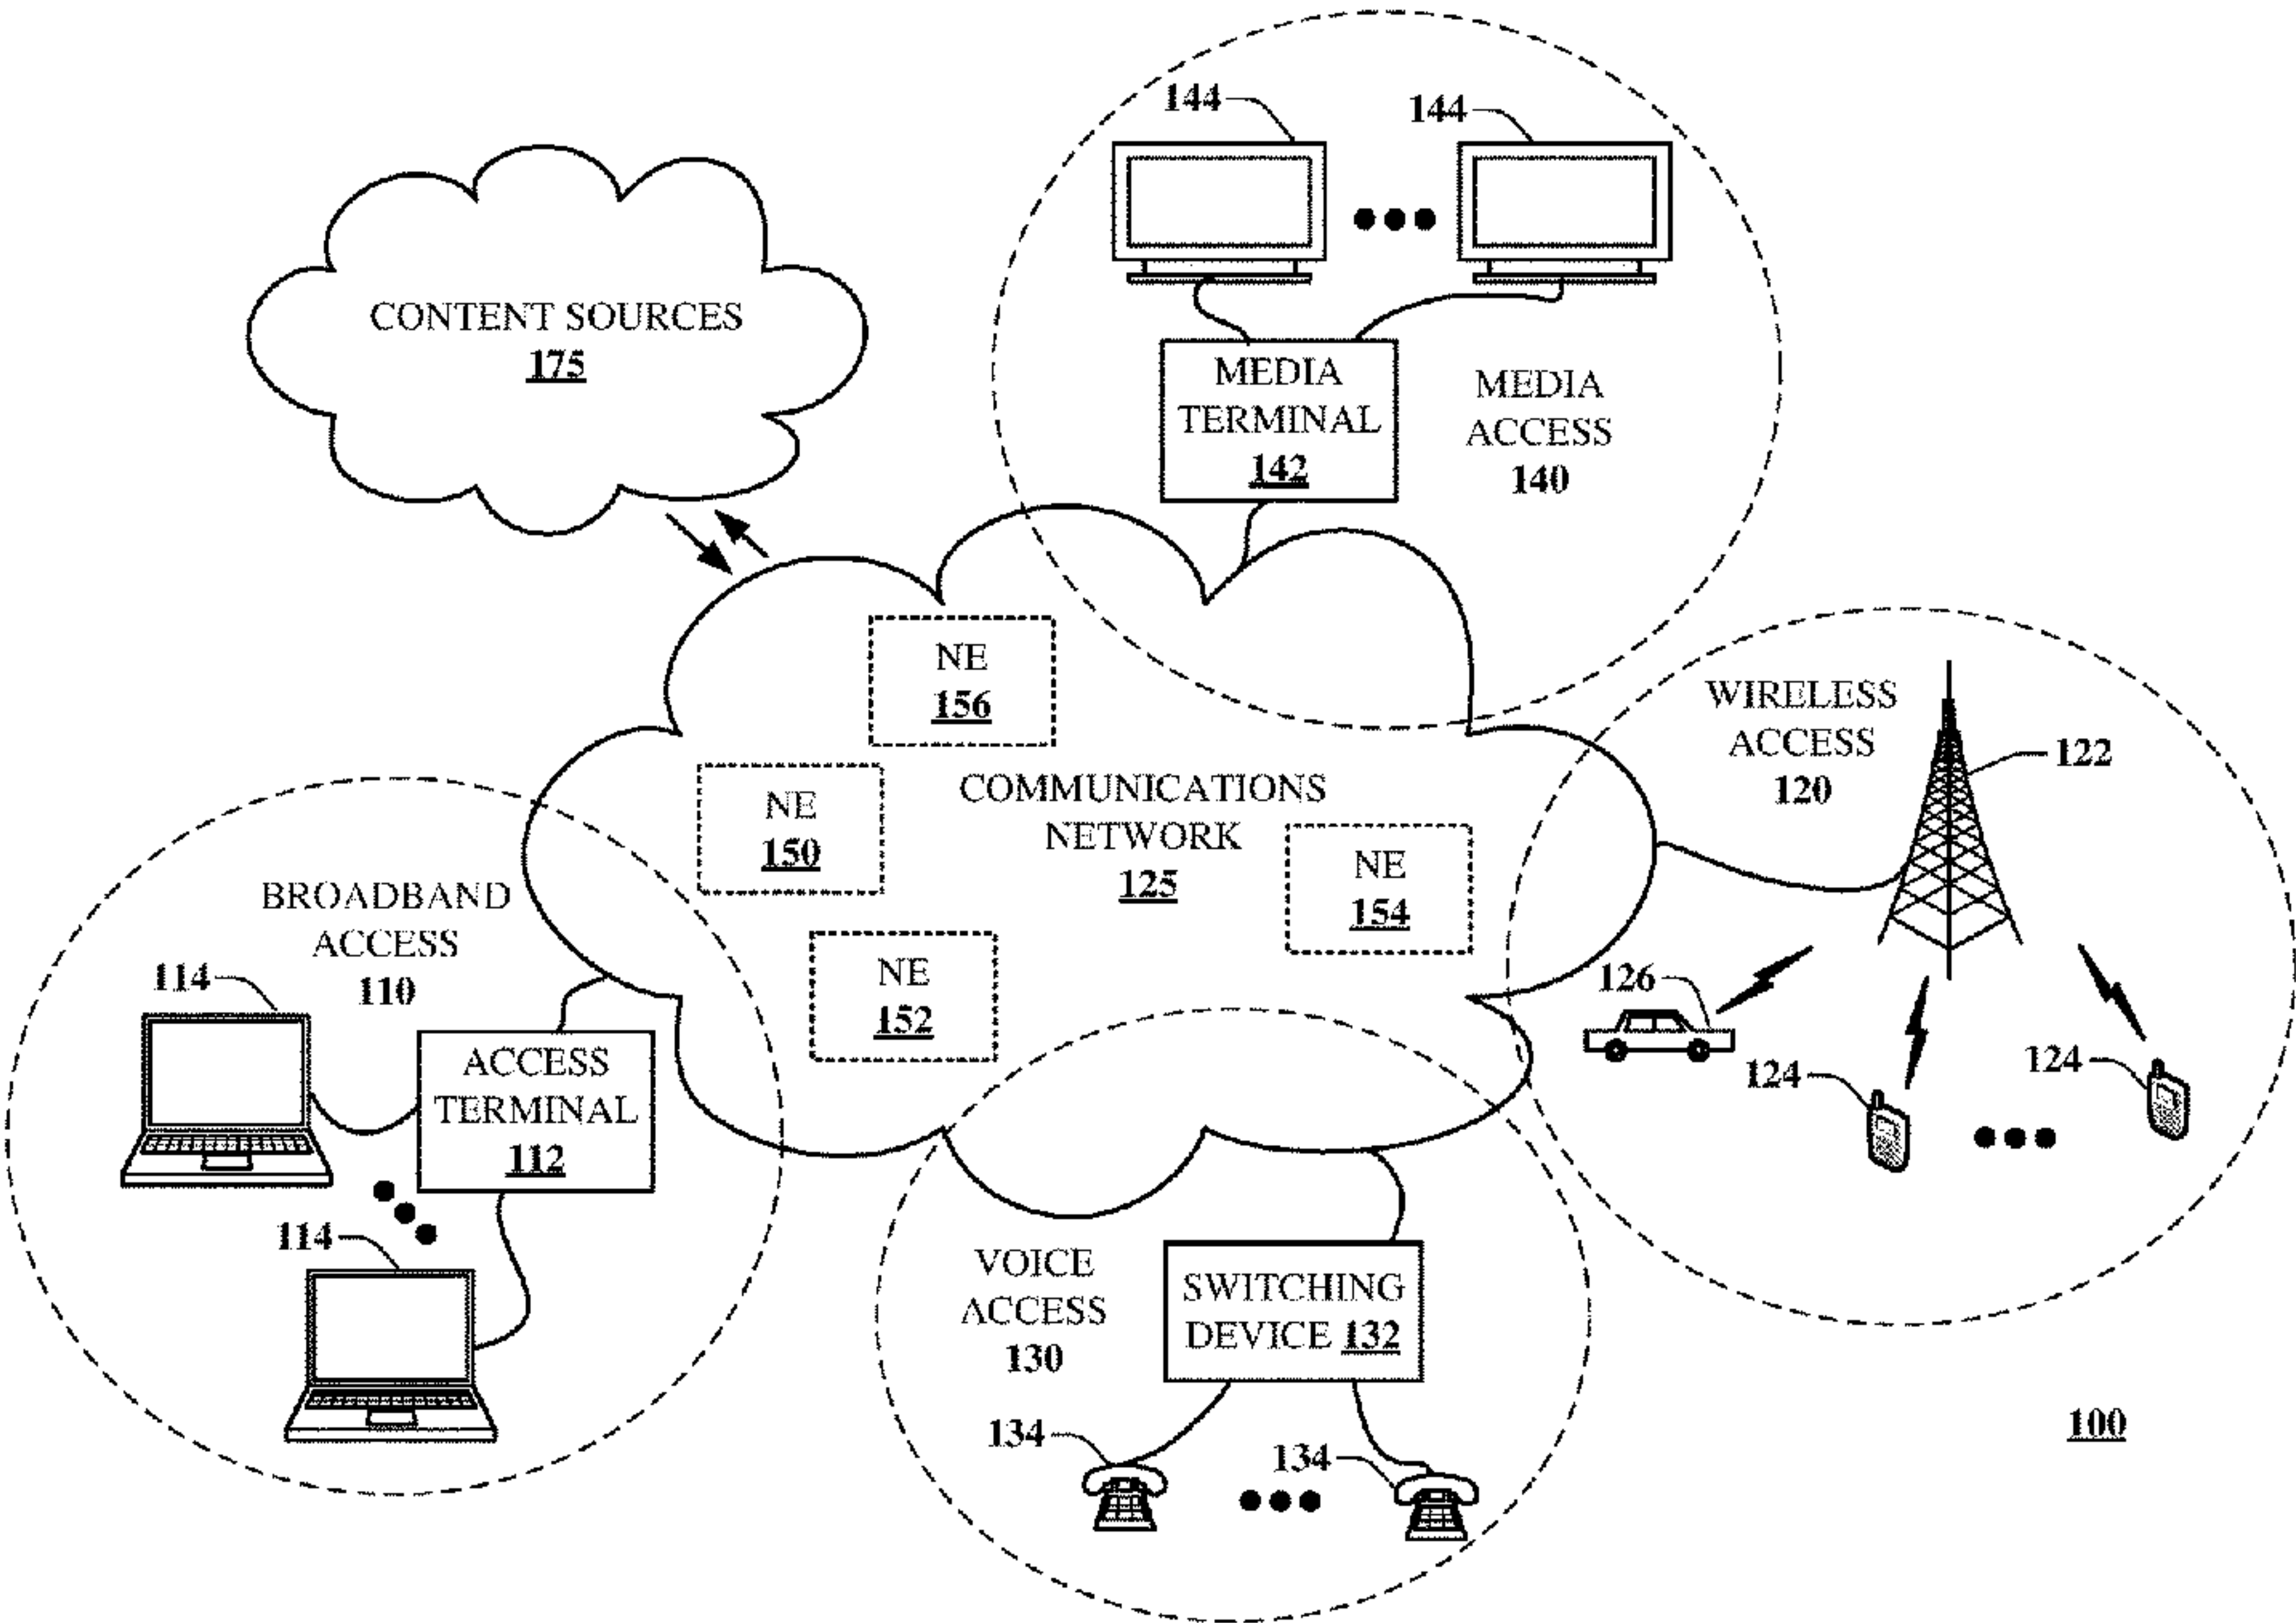 144
144
CONTENT SOURCES
175
MEDIA
TERMINAL
142
MEDIA
ACCESS
140
NE
156
WIRELESS
ACCESS
120
122
COMMUNICATIONS
NETWORK
125
NE
150
NE
154
BROADBAND
ACCESS
110
NE
152
114
ACCESS
TERMINAL
112
126
124
124
114
VOICE
ACCESS
130
SWITCHING
DEVICE 132
134
134
100